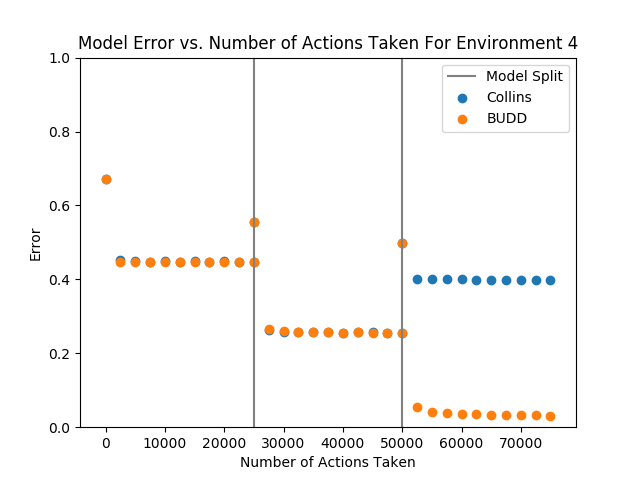 Model Error vs. Number of Actions Taken For Environment 4
1.0
0.8
0.6
0.4
0.2
0.0
Error
Model Split
Collins
BUDD
0 10000 20000 30000 40000 50000 60000 70000
Number of Actions Taken